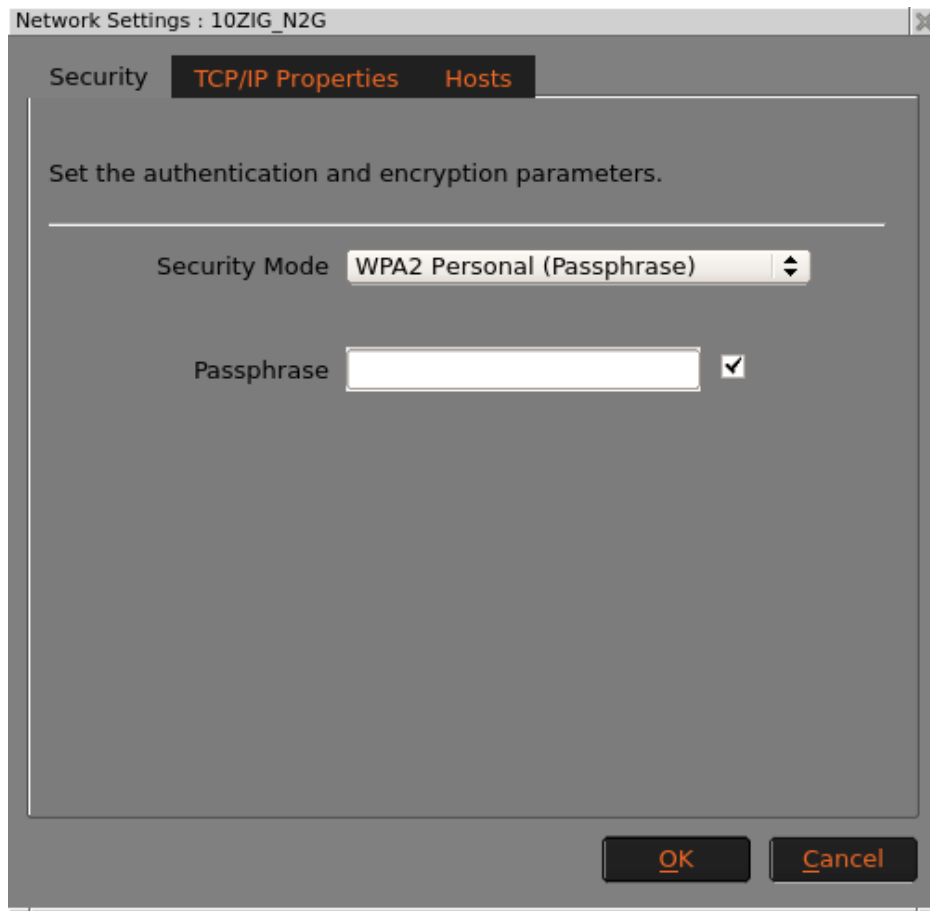 Network Settings : 10ZIG_N2G
Security TCP/IP Properties Hosts
Set the authentication and encryption parameters.
Security Mode WPA2 Personal (Passphrase)
Passphrase
OK Cancel